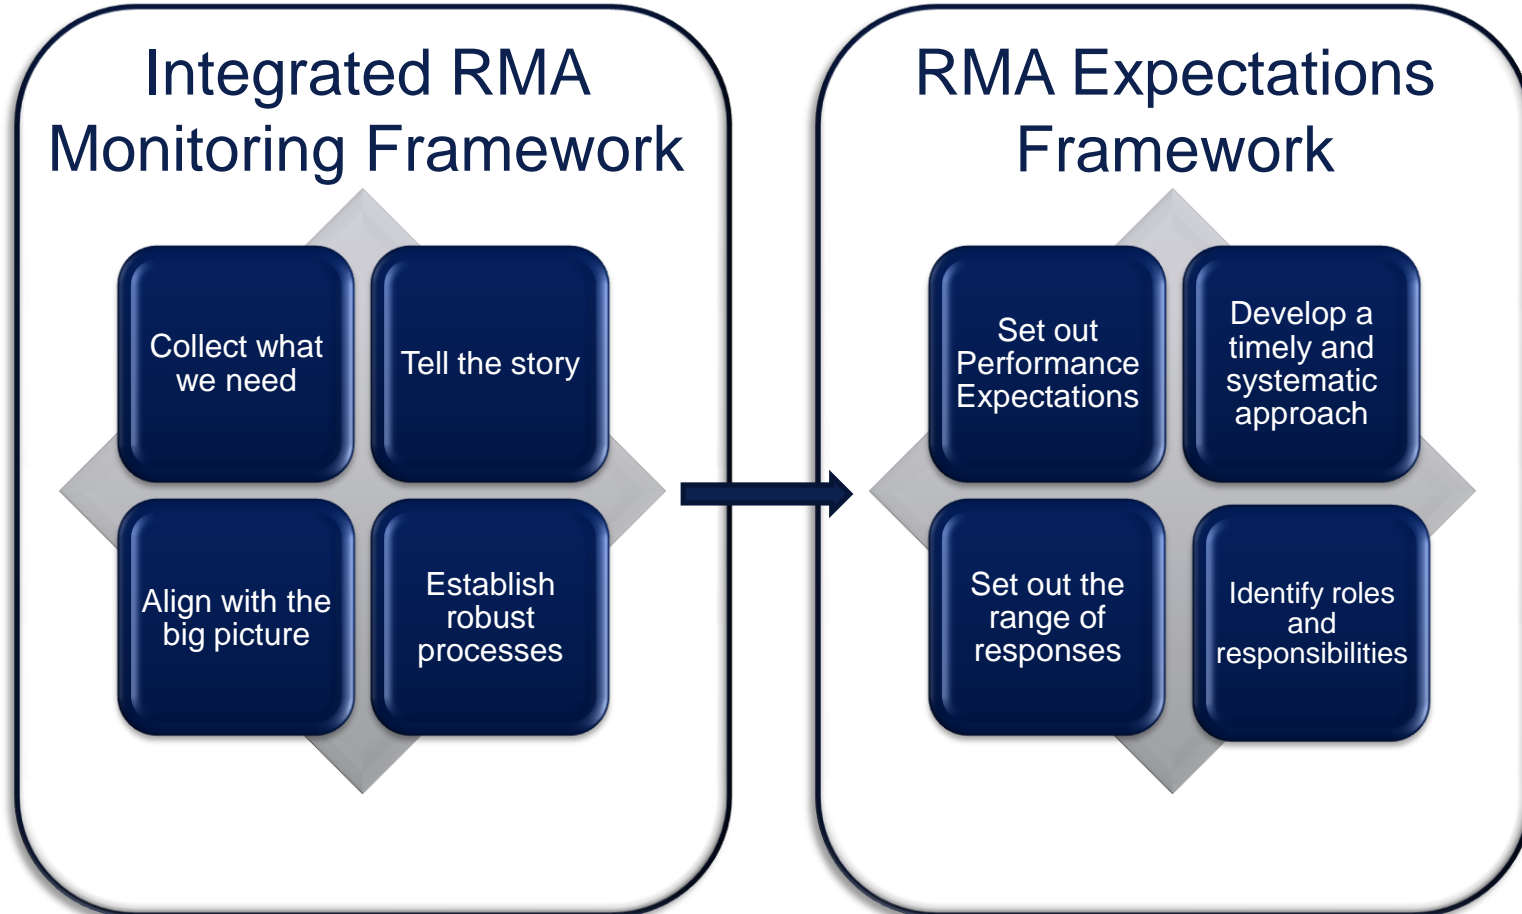 Integrated RMA
Monitoring Framework
Collect what
we need
Tell the story
Align with the
big picture
Establish
robust
processes
RMA Expectations
Framework
Set out
Performance
Expectations
Develop a
timely and
systematic
approach
Set out the
range of
responses
Identify roles
and
responsibilities